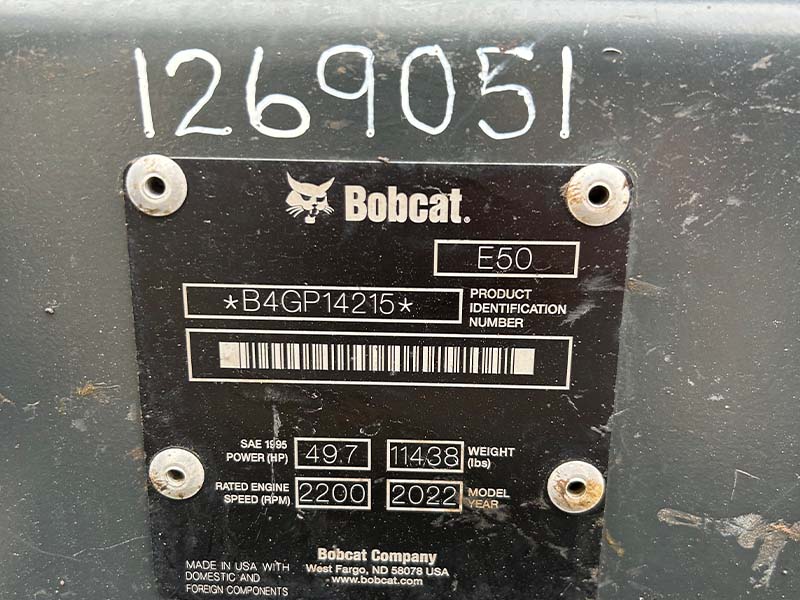 1269051
Bobcat.
E50
*B4GP14215*
PRODUCT
IDENTIFICATION
NUMBER
SAE 1995
POWER (HP)
49.7
11438
WEIGHT
(lbs)
RATED ENGINE
SPEED (RPM)
2200
2022
MODEL
YEAR
MADE IN USA WITH
DOMESTIC AND
FOREIGN COMPONENTS
Bobcat Company
West Fargo, ND 58078 USA
www.bobcat.com